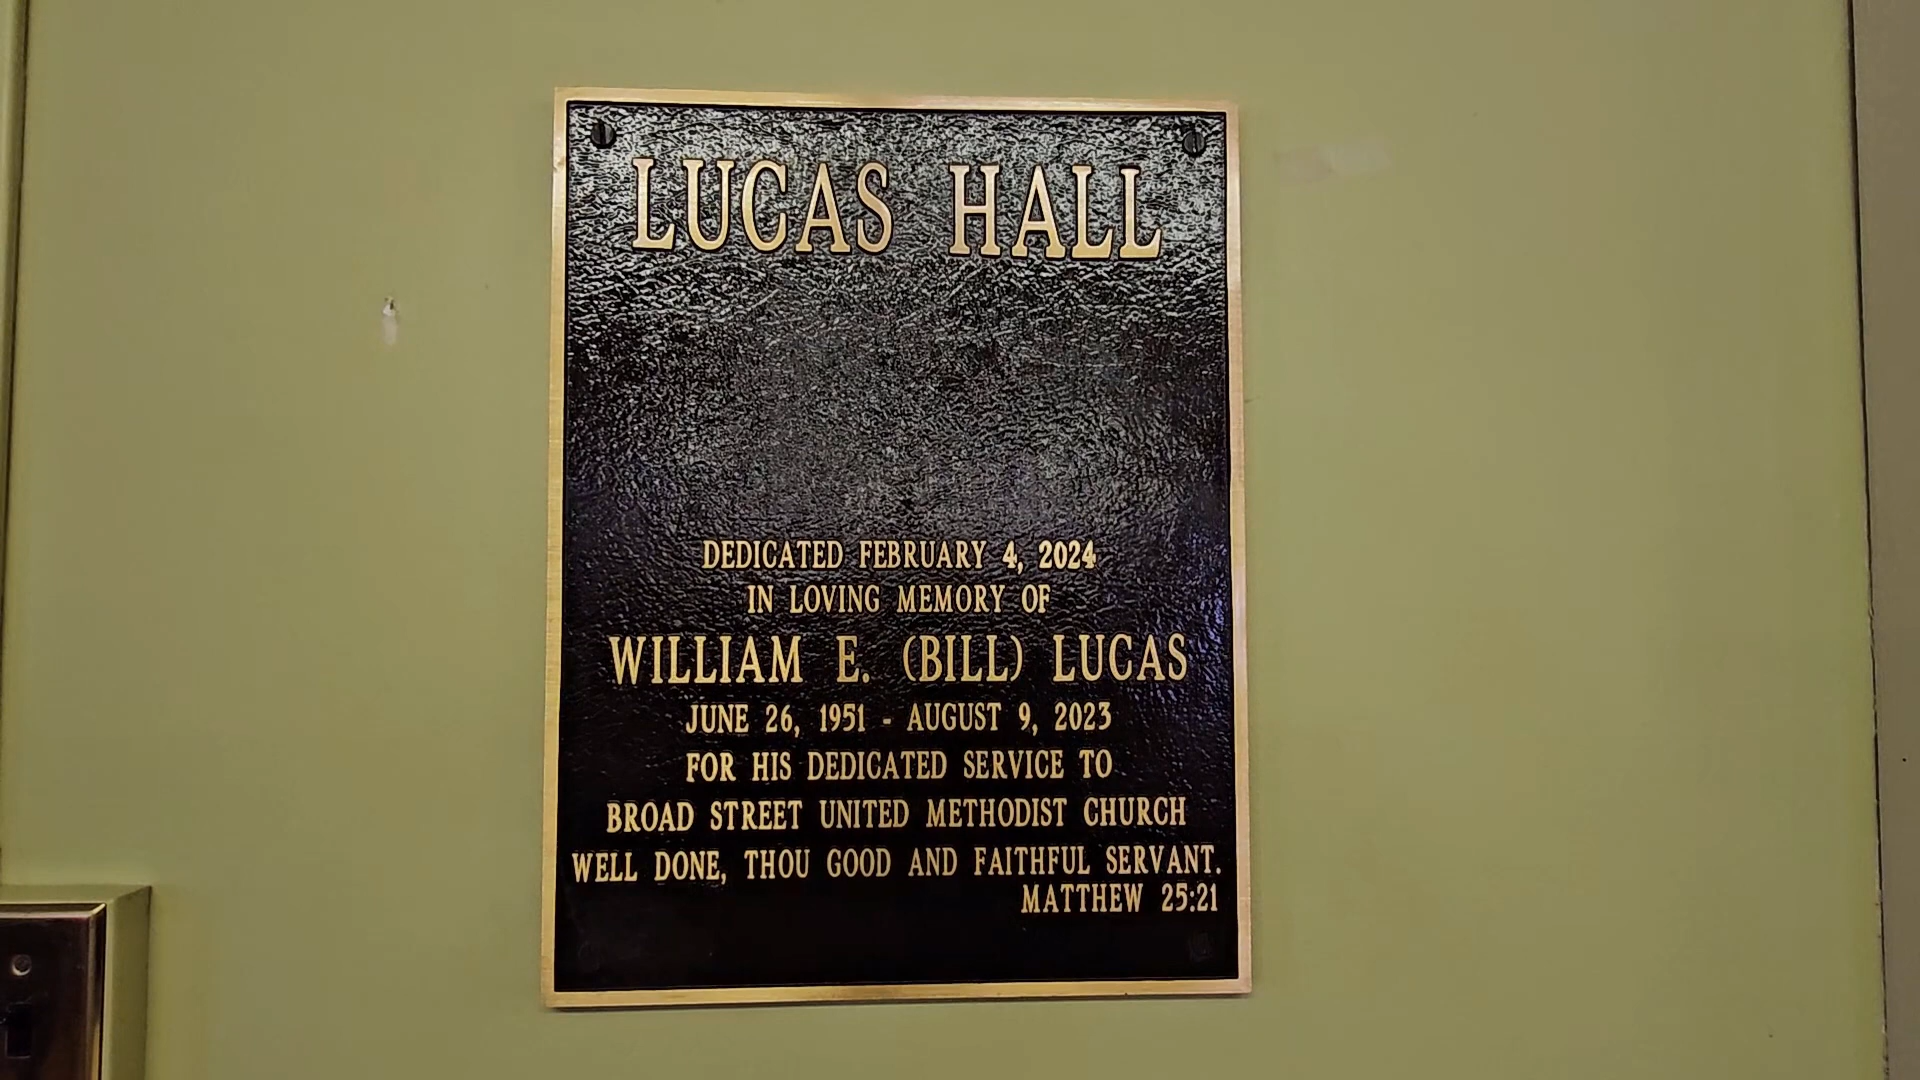 LUCAS HALL
DEDICATED FEBRUARY 4, 2024
IN LOVING MEMORY OF
WILLIAM E. (BILL) LUCAS
JUNE 26, 1951 - AUGUST 9, 2023
FOR HIS DEDICATED SERVICE TO
BROAD STREET UNITED METHODIST CHURCH
WELL DONE, THOU GOOD AND FAITHFUL SERVANT.
MATTHEW 25:21